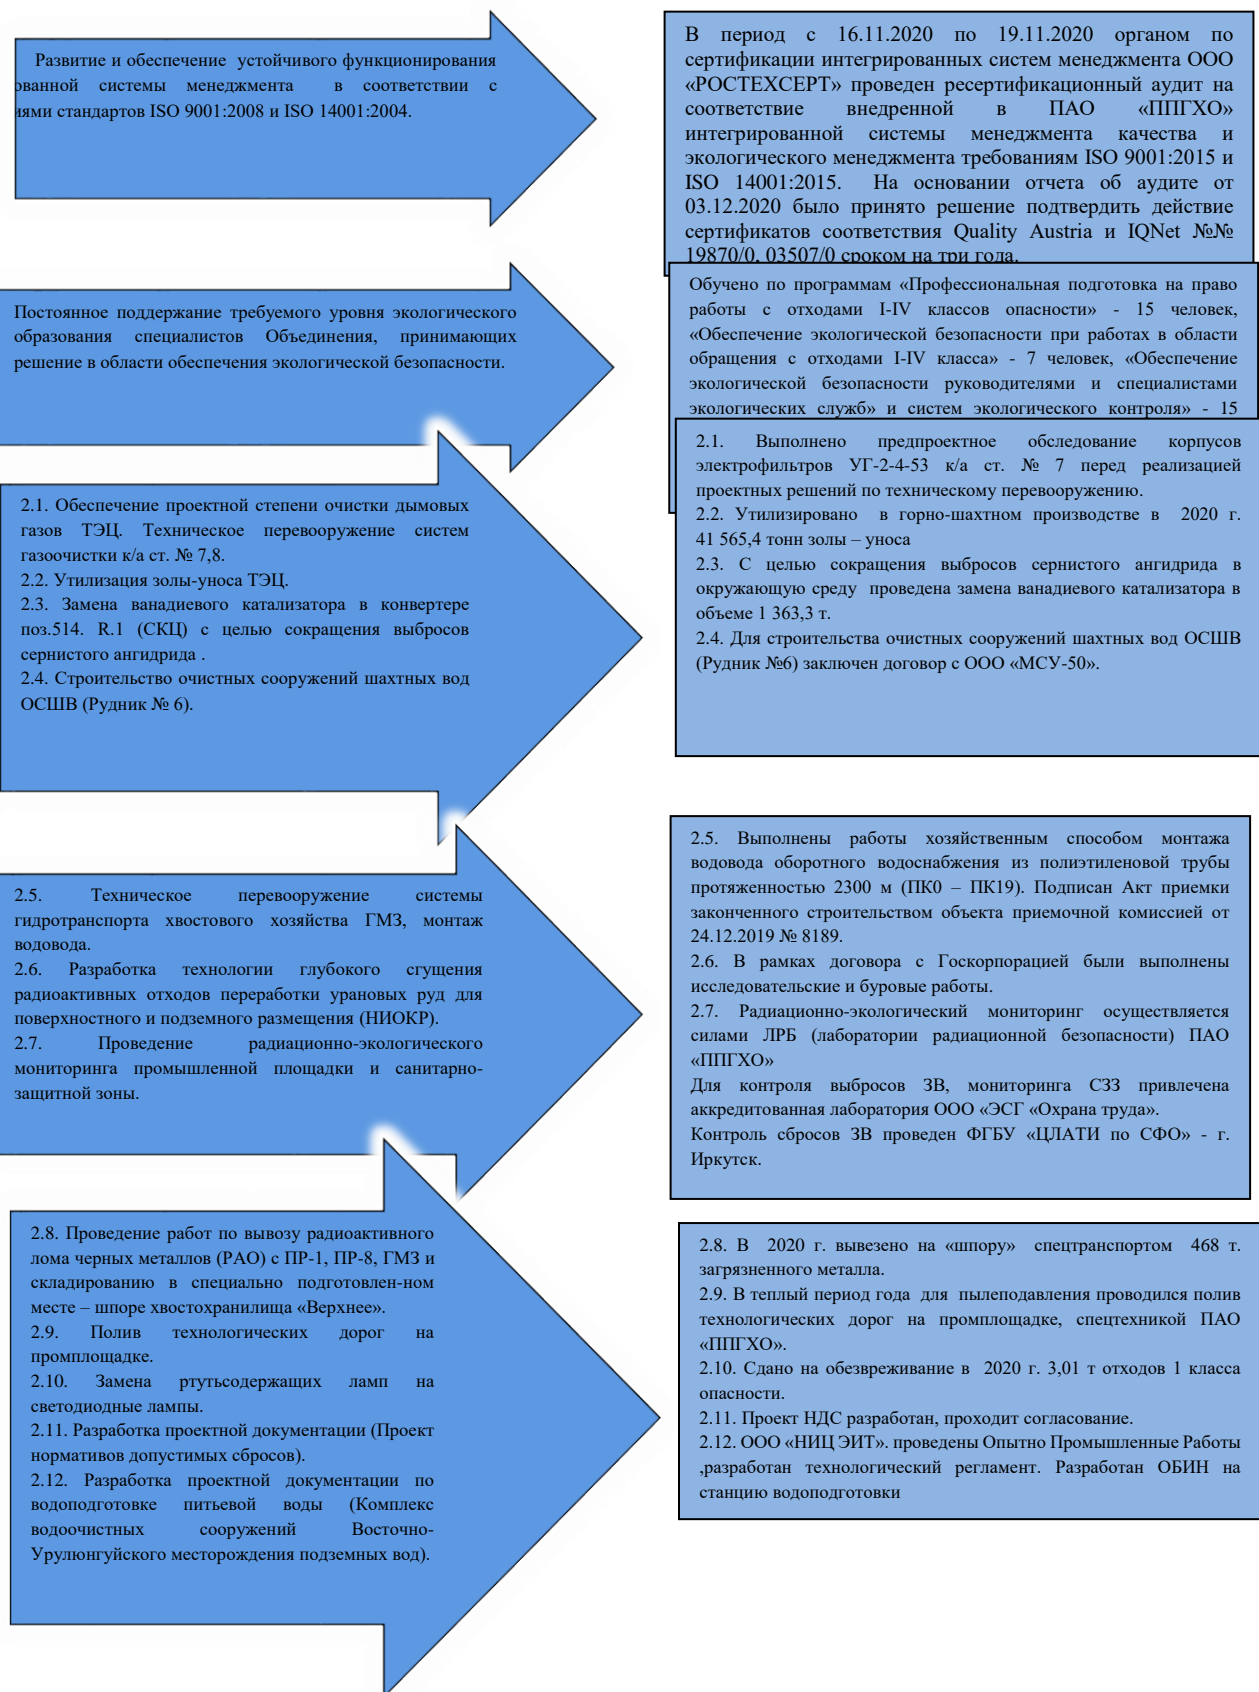 Развитие и обеспечение устойчивого функционирования
ованной системы менеджмента в соответствии с
иями стандартов ISO 9001:2008 и ISO 14001:2004.
В период с 16.11.2020 по 19.11.2020 органом по
сертификации интегрированных систем менеджмента ООО
«РОСТЕХСЕРТ» проведен ресертификационный аудит на
соответствие внедренной в ПАО «ППГХО»
интегрированной системы менеджмента качества и
экологического менеджмента требованиям ISO 9001:2015 и
ISO 14001:2015. На основании отчета об аудите от
03.12.2020 было принято решение подтвердить действие
сертификатов соответствия Quality Austria и IQNet №№
19870/0, 03507/0 сроком на три года.
Постоянное поддержание требуемого уровня экологического
образования специалистов Объединения, принимающих
решение в области обеспечения экологической безопасности.
Обучено по программам «Профессиональная подготовка на право
работы с отходами I-IV классов опасности» - 15 человек,
«Обеспечение экологической безопасности при работах в области
обращения с отходами I-IV класса» - 7 человек, «Обеспечение
экологической безопасности руководителями и специалистами
экологических служб» и систем экологического контроля» - 15
2.1. Обеспечение проектной степени очистки дымовых
газов ТЭЦ. Техническое перевооружение систем
газоочистки к/а ст. № 7,8.
2.2. Утилизация золы-уноса ТЭЦ.
2.3. Замена ванадиевого катализатора в конвертере
поз.514. R.1 (СКЦ) с целью сокращения выбросов
сернистого ангидрида .
2.4. Строительство очистных сооружений шахтных вод
ОСШВ (Рудник № 6).
2.1. Выполнено предпроектное обследование корпусов
электрофильтров УГ-2-4-53 к/а ст. № 7 перед реализацией
проектных решений по техническому перевооружению.
2.2. Утилизировано в горно-шахтном производстве в 2020 г.
41 565,4 тонн золы – уноса
2.3. С целью сокращения выбросов сернистого ангидрида в
окружающую среду проведена замена ванадиевого катализатора в
объеме 1 363,3 т.
2.4. Для строительства очистных сооружений шахтных вод ОСШВ
(Рудник №6) заключен договор с ООО «МСУ-50».
2.5. Техническое перевооружение системы
гидротранспорта хвостового хозяйства ГМЗ, монтаж
водовода.
2.6. Разработка технологии глубокого сгущения
радиоактивных отходов переработки урановых руд для
поверхностного и подземного размещения (НИОКР).
2.7. Проведение радиационно-экологического
мониторинга промышленной площадки и санитарно-
защитной зоны.
2.5. Выполнены работы хозяйственным способом монтажа
водовода оборотного водоснабжения из полиэтиленовой трубы
протяженностью 2300 м (ПК0 – ПК19). Подписан Акт приемки
законченного строительством объекта приемочной комиссией от
24.12.2019 № 8189.
2.6. В рамках договора с Госкорпорацией были выполнены
исследовательские и буровые работы.
2.7. Радиационно-экологический мониторинг осуществляется
силами ЛРБ (лаборатории радиационной безопасности) ПАО
«ППГХО»
Для контроля выбросов ЗВ, мониторинга СЗЗ привлечена
аккредитованная лаборатория ООО «ЭСГ «Охрана труда».
Контроль сбросов ЗВ проведен ФГБУ «ЦЛАТИ по СФО» - г.
Иркутск.
2.8. Проведение работ по вывозу радиоактивного
лома черных металлов (РАО) с ПР-1, ПР-8, ГМЗ и
складированию в специально подготовлен-ном
месте – шпоре хвостохранилища «Верхнее».
2.9. Полив технологических дорог на
промплощадке.
2.10. Замена ртутьсодержащих ламп на
светодиодные лампы.
2.11. Разработка проектной документации (Проект
нормативов допустимых сбросов).
2.12. Разработка проектной документации по
водоподготовке питьевой воды (Комплекс
водоочистных сооружений Восточно-
Урулюнгуйского месторождения подземных вод).
2.8. В 2020 г. вывезено на «шпору» спецтранспортом 468 т.
загрязненного металла.
2.9. В теплый период года для пылеподавления проводился полив
технологических дорог на промплощадке, спецтехникой ПАО
«ППГХО».
2.10. Сдано на обезвреживание в 2020 г. 3,01 т отходов 1 класса
опасности.
2.11. Проект НДС разработан, проходит согласование.
2.12. ООО «НИЦ ЭИТ». проведены Опытно Промышленные Работы
,разработан технологический регламент. Разработан ОБИН на
станцию водоподготовки